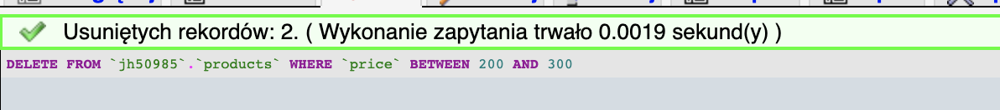 Usuniętych rekordów: 2. ( Wykonanie zapytania trwało 0.0019 sekund(y) )
DELETE FROM `jh50985`.`products` WHERE `price` BETWEEN 200 AND 300